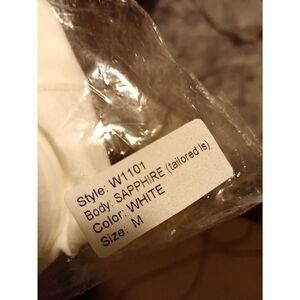 Style: W1101
Body: SAPPHIRE (tailored ls)
Color: WHITE
Size: M